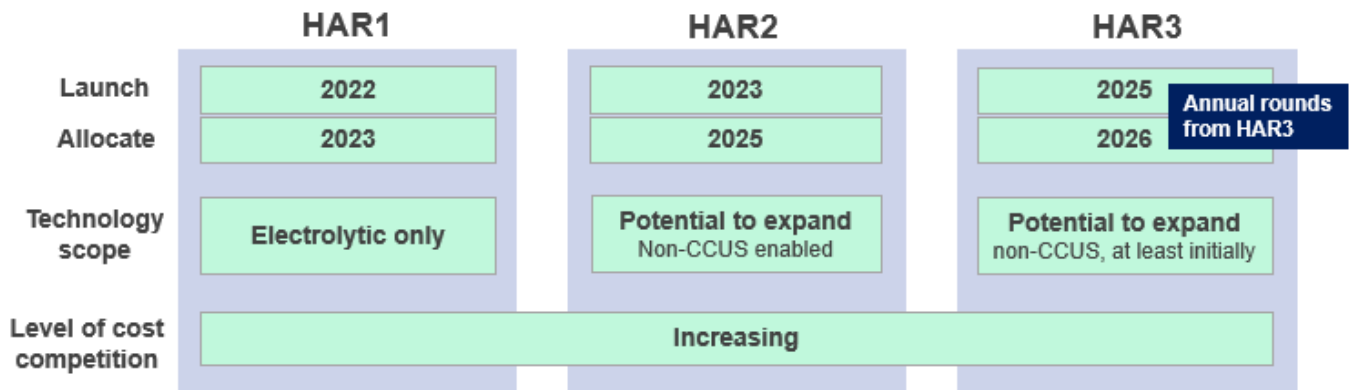 HAR1 HAR2 HAR3
Launch 2022 2023 2025
Annual rounds
from HAR3
Allocate 2023 2025 2026
Technology
scope
Electrolytic only
Potential to expand
Non-CCUS enabled
Potential to expand
non-CCUS, at least initially
Level of cost
competition
Increasing